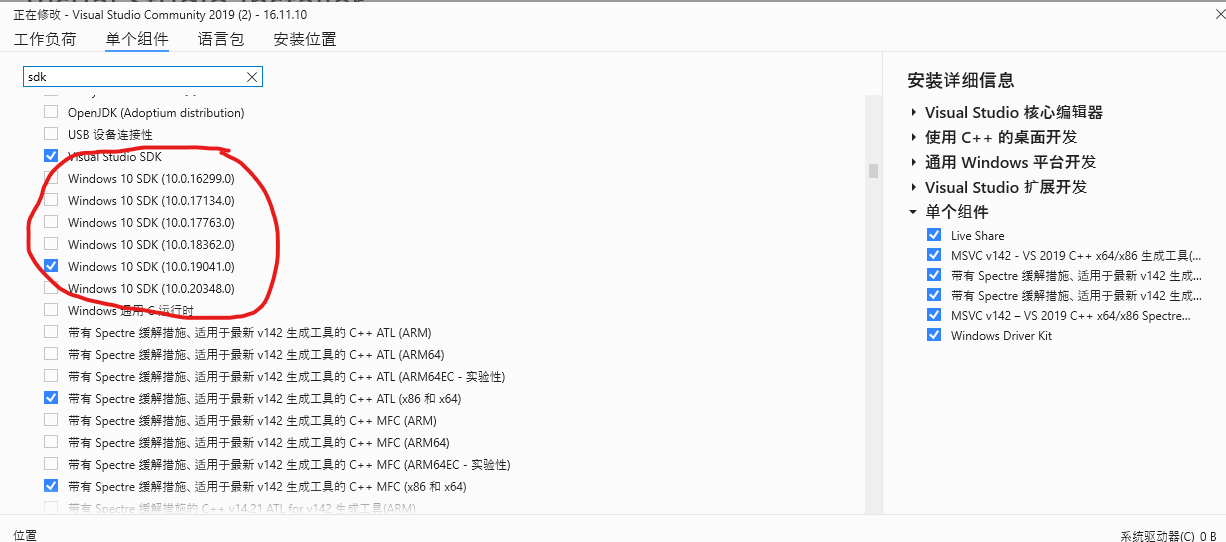 正在修改 - Visual Studio Community 2019 (2) - 16.11.10
工作负荷 单个组件 语言包 安装位置
sdk
OpenJDK (Adoptium distribution)
USB 设备连接性
Visual Studio SDK
Windows 10 SDK (10.0.16299.0)
Windows 10 SDK (10.0.17134.0)
Windows 10 SDK (10.0.17763.0)
Windows 10 SDK (10.0.18362.0)
Windows 10 SDK (10.0.19041.0)
Windows 10 SDK (10.0.20348.0)
Windows 通用 C 运行时
带有 Spectre 缓解措施、适用于最新 v142 生成工具的 C++ ATL (ARM)
带有 Spectre 缓解措施、适用于最新 v142 生成工具的 C++ ATL (ARM64)
带有 Spectre 缓解措施、适用于最新 v142 生成工具的 C++ ATL (ARM64EC - 实验性)
带有 Spectre 缓解措施、适用于最新 v142 生成工具的 C++ ATL (x86 和 x64)
带有 Spectre 缓解措施、适用于最新 v142 生成工具的 C++ MFC (ARM)
带有 Spectre 缓解措施、适用于最新 v142 生成工具的 C++ MFC (ARM64)
带有 Spectre 缓解措施、适用于最新 v142 生成工具的 C++ MFC (ARM64EC - 实验性)
带有 Spectre 缓解措施、适用于最新 v142 生成工具的 C++ MFC (x86 和 x64)
带有 Spectre 缓解措施的 C++ v14.21 ATL for v142 生成工具(ARM)
安装详细信息
Visual Studio 核心编辑器
使用 C++ 的桌面开发
通用 Windows 平台开发
Visual Studio 扩展开发
单个组件
Live Share
MSVC v142 - VS 2019 C++ x64/x86 生成工具(...
带有 Spectre 缓解措施、适用于最新 v142 生成...
带有 Spectre 缓解措施、适用于最新 v142 生成...
MSVC v142 – VS 2019 C++ x64/x86 Spectre...
Windows Driver Kit
位置
系统驱动器(C) 0 B